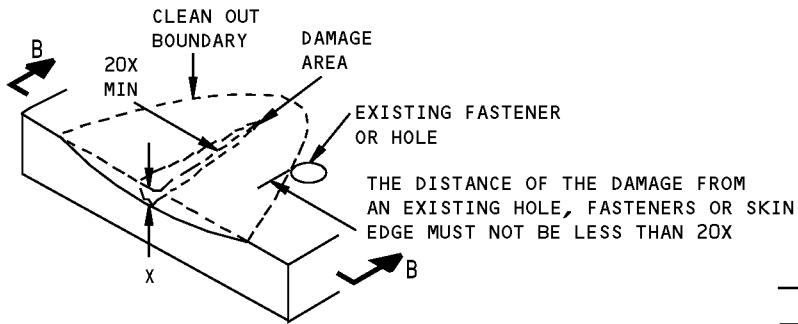 CLEAN OUT
BOUNDARY
DAMAGE
AREA
B
20X
MIN
EXISTING FASTENER
OR HOLE
THE DISTANCE OF THE DAMAGE FROM
AN EXISTING HOLE, FASTENERS OR SKIN
EDGE MUST NOT BE LESS THAN 20X
X
B